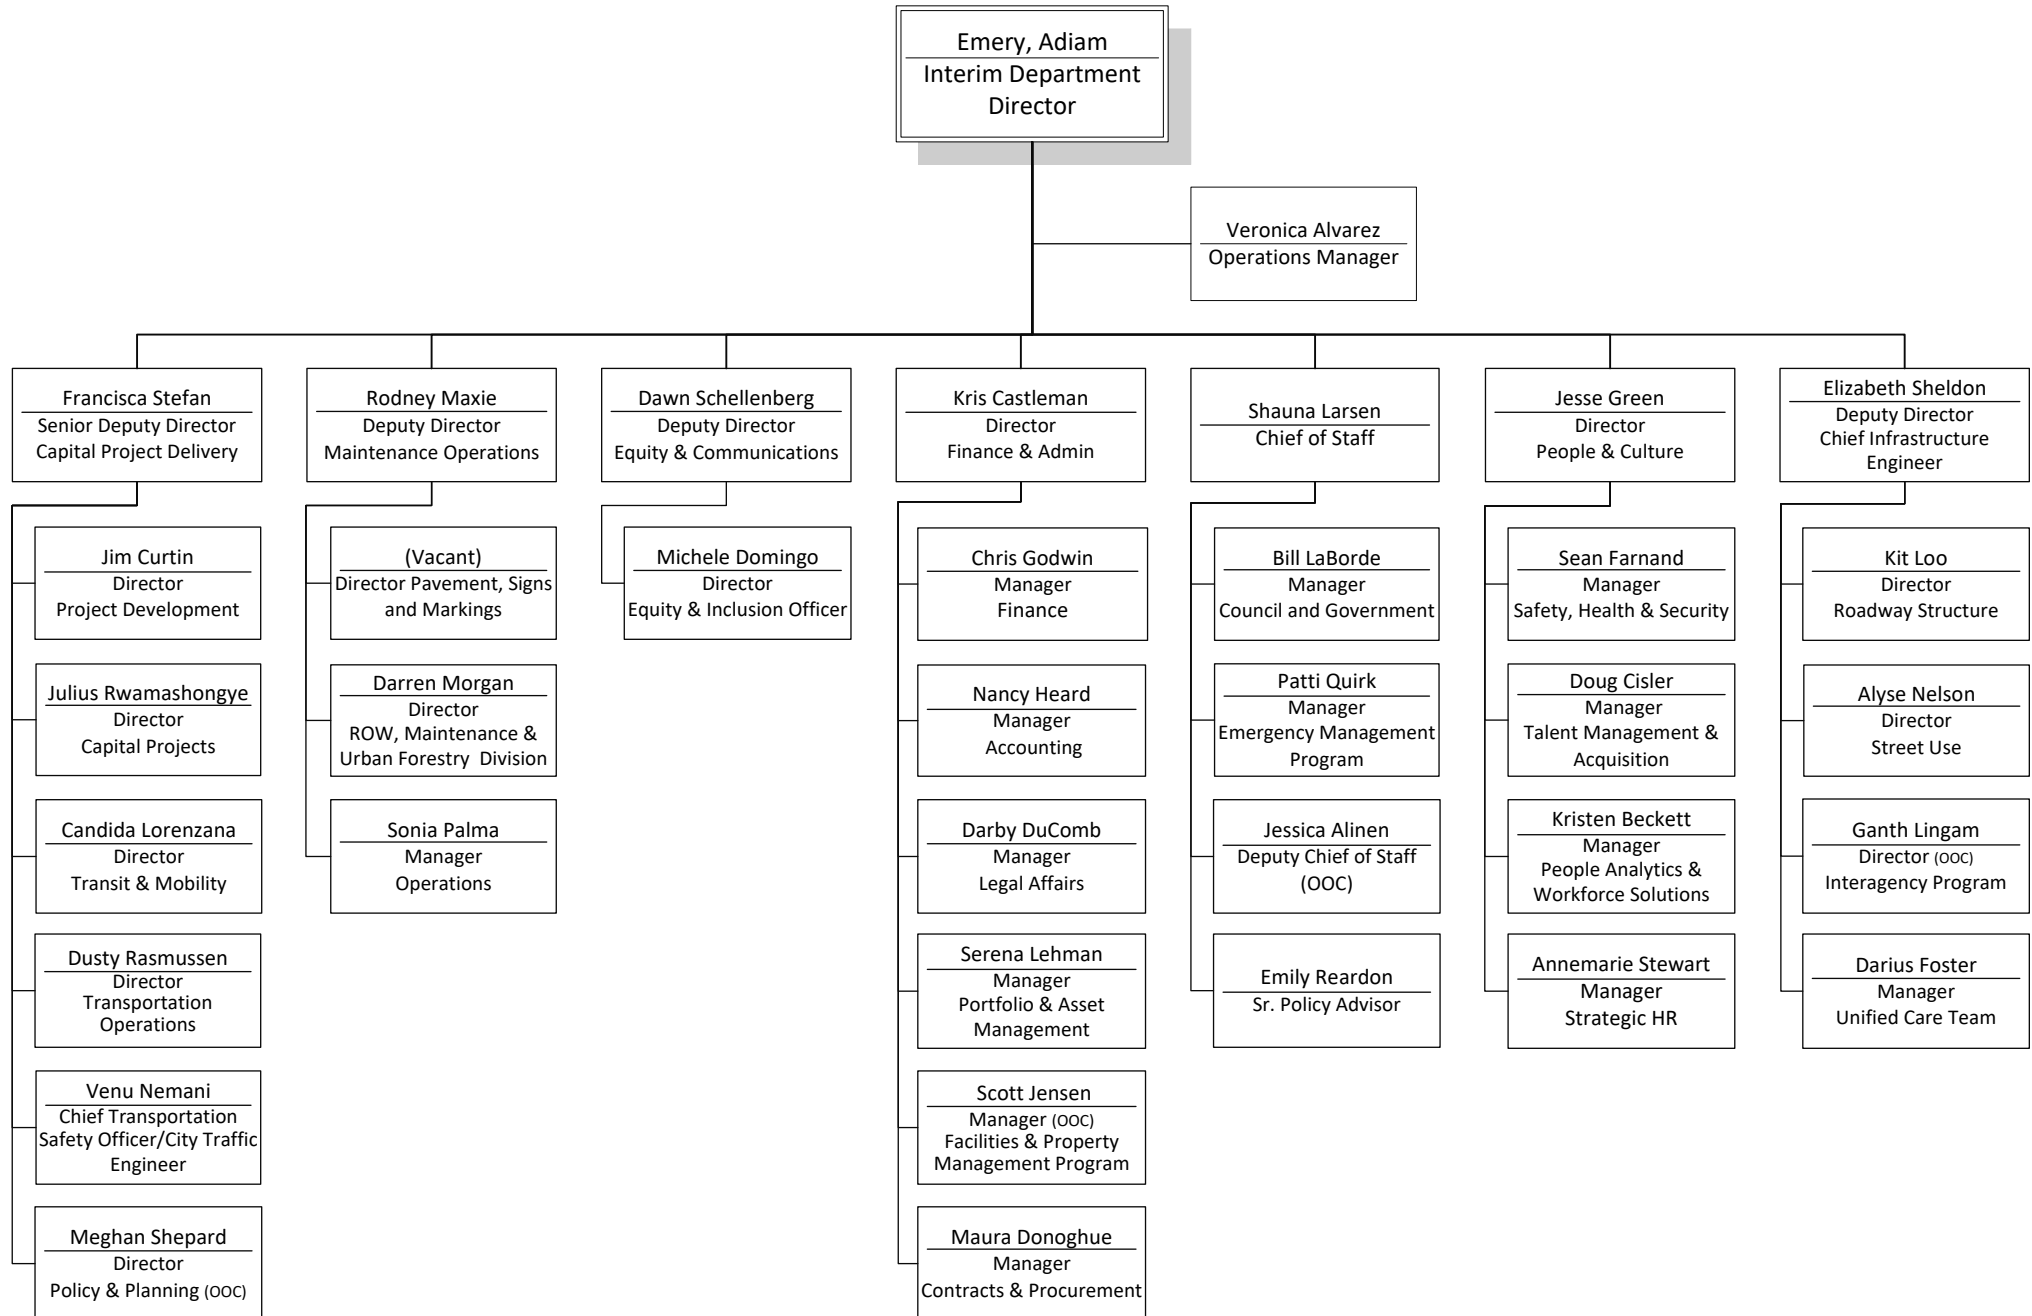 Emery, Adiam
Interim Department
Director
Veronica Alvarez
Operations Manager
Francisca Stefan
Senior Deputy Director
Capital Project Delivery
Jim Curtin
Director
Project Development
Julius Rwamashongye
Director
Capital Projects
Candida Lorenzana
Director
Transit & Mobility
Dusty Rasmussen
Director
Transportation
Operations
Venu Nemani
Chief Transportation
Safety Officer/City Traffic
Engineer
Meghan Shepard
Director
Policy & Planning (OOC)
Rodney Maxie
Deputy Director
Maintenance Operations
(Vacant)
Director Pavement, Signs
and Markings
Darren Morgan
Director
ROW, Maintenance &
Urban Forestry Division
Sonia Palma
Manager
Operations
Dawn Schellenberg
Deputy Director
Equity & Communications
Michele Domingo
Director
Equity & Inclusion Officer
Kris Castleman
Director
Finance & Admin
Chris Godwin
Manager
Finance
Nancy Heard
Manager
Accounting
Darby DuComb
Manager
Legal Affairs
Serena Lehman
Manager
Portfolio & Asset
Management
Scott Jensen
Manager (OOC)
Facilities & Property
Management Program
Maura Donoghue
Manager
Contracts & Procurement
Shauna Larsen
Chief of Staff
Bill LaBorde
Manager
Council and Government
Patti Quirk
Manager
Emergency Management
Program
Jessica Alinen
Deputy Chief of Staff
(OOC)
Emily Reardon
Sr. Policy Advisor
Jesse Green
Director
People & Culture
Sean Farnand
Manager
Safety, Health & Security
Doug Cisler
Manager
Talent Management &
Acquisition
Kristen Beckett
Manager
People Analytics &
Workforce Solutions
Annemarie Stewart
Manager
Strategic HR
Elizabeth Sheldon
Deputy Director
Chief Infrastructure
Engineer
Kit Loo
Director
Roadway Structure
Alyse Nelson
Director
Street Use
Ganth Lingam
Director (OOC)
Interagency Program
Darius Foster
Manager
Unified Care Team